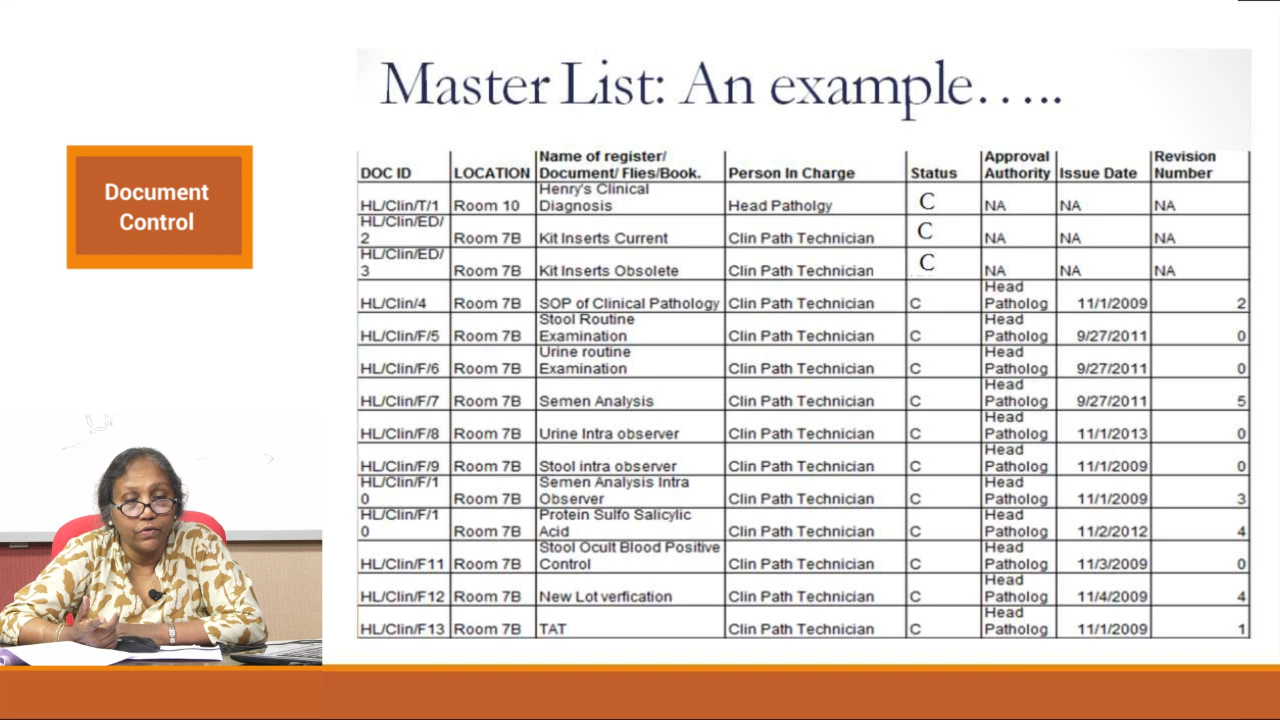 Master List: An example.....
Document
Control
DOC ID LOCATION Name of register/ Document/ Flies/Book. Person In Charge Status Approval Authority Issue Date Revision Number
HL/Clin/T/1 Room 10 Henry's Clinical Diagnosis Head Patholgy C NA NA NA
HL/Clin/ED/2 Room 7B Kit Inserts Current Clin Path Technician C NA NA NA
HL/Clin/ED/3 Room 7B Kit Inserts Obsolete Clin Path Technician C NA NA NA
HL/Clin/4 Room 7B SOP of Clinical Pathology Clin Path Technician C Head Patholog 11/1/2009 2
HL/Clin/F/5 Room 7B Stool Routine Examination Clin Path Technician C Head Patholog 9/27/2011 0
HL/Clin/F/6 Room 7B Urine routine Examination Clin Path Technician C Head Patholog 9/27/2011 0
HL/Clin/F/7 Room 7B Semen Analysis Clin Path Technician C Head Patholog 9/27/2011 5
HL/Clin/F/8 Room 7B Urine Intra observer Clin Path Technician C Head Patholog 11/1/2013 0
HL/Clin/F/9 Room 7B Stool intra observer Clin Path Technician C Head Patholog 11/1/2009 0
HL/Clin/F/10 Room 7B Semen Analysis Intra Observer Clin Path Technician C Head Patholog 11/1/2009 3
HL/Clin/F/10 Room 7B Protein Sulfo Salicylic Acid Clin Path Technician C Head Patholog 11/2/2012 4
HL/Clin/F11 Room 7B Stool Ocult Blood Positive Control Clin Path Technician C Head Patholog 11/3/2009 0
HL/Clin/F12 Room 7B New Lot verfication Clin Path Technician C Head Patholog 11/4/2009 4
HL/Clin/F13 Room 7B TAT Clin Path Technician C Head Patholog 11/1/2009 1